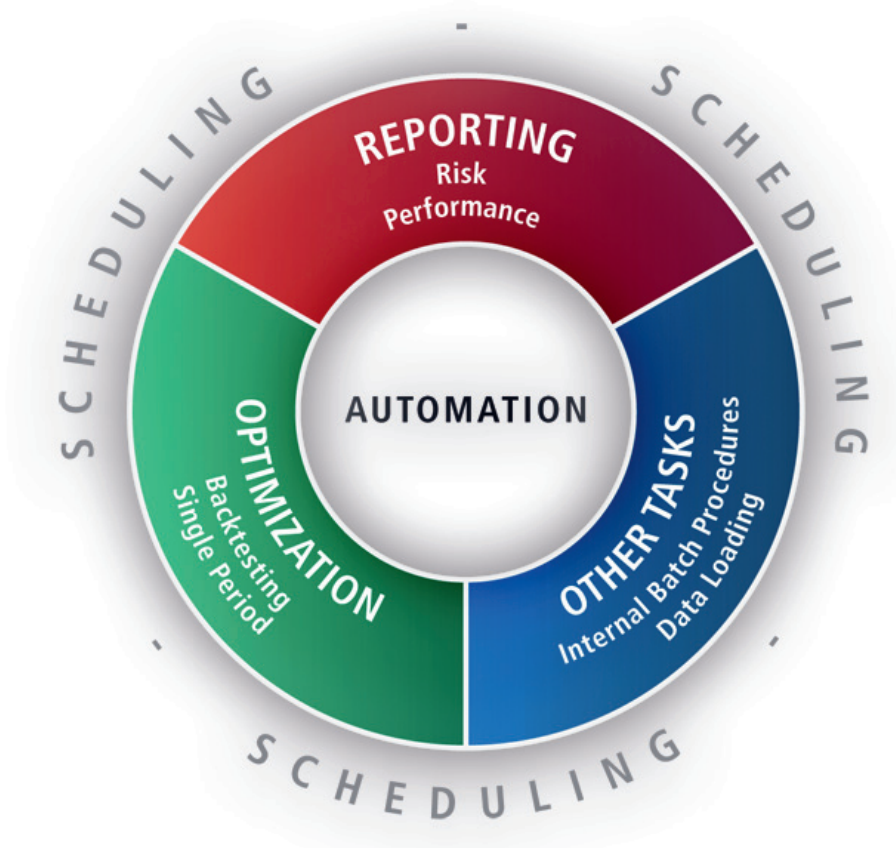 -
SCHEDULING
SCHEDULING
REPORTING
Risk
Performance
AUTOMATION
OPTIMIZATION
Backtesting
Single Period
OTHER TASKS
Internal Batch Procedures
Data Loading
-
-
SCHEDULING